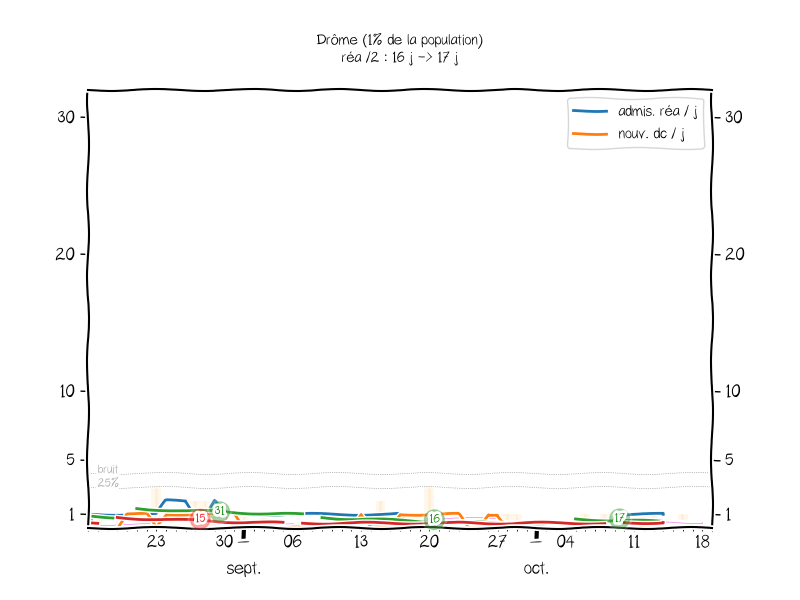 Drôme (1% de la population)
réa /2 : 16 j -> 17 j
admis. réa / j
nouv. dc / j
30 30
20 20
10 10
5 5
1 1
bruit
25%
15 31 16 17
23 30 06 13 20 27 04 11 18
sept. oct.